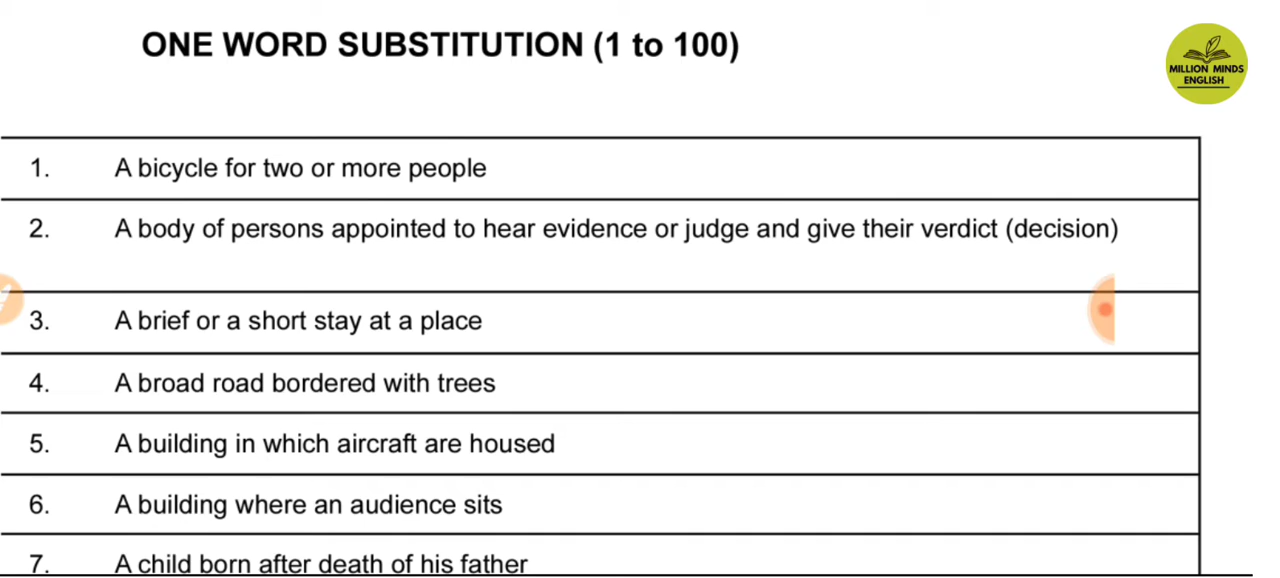 ONE WORD SUBSTITUTION (1 to 100)
MILLION MINDS
ENGLISH
1. A bicycle for two or more people
2. A body of persons appointed to hear evidence or judge and give their verdict (decision)
3. A brief or a short stay at a place
4. A broad road bordered with trees
5. A building in which aircraft are housed
6. A building where an audience sits
7. A child born after death of his father